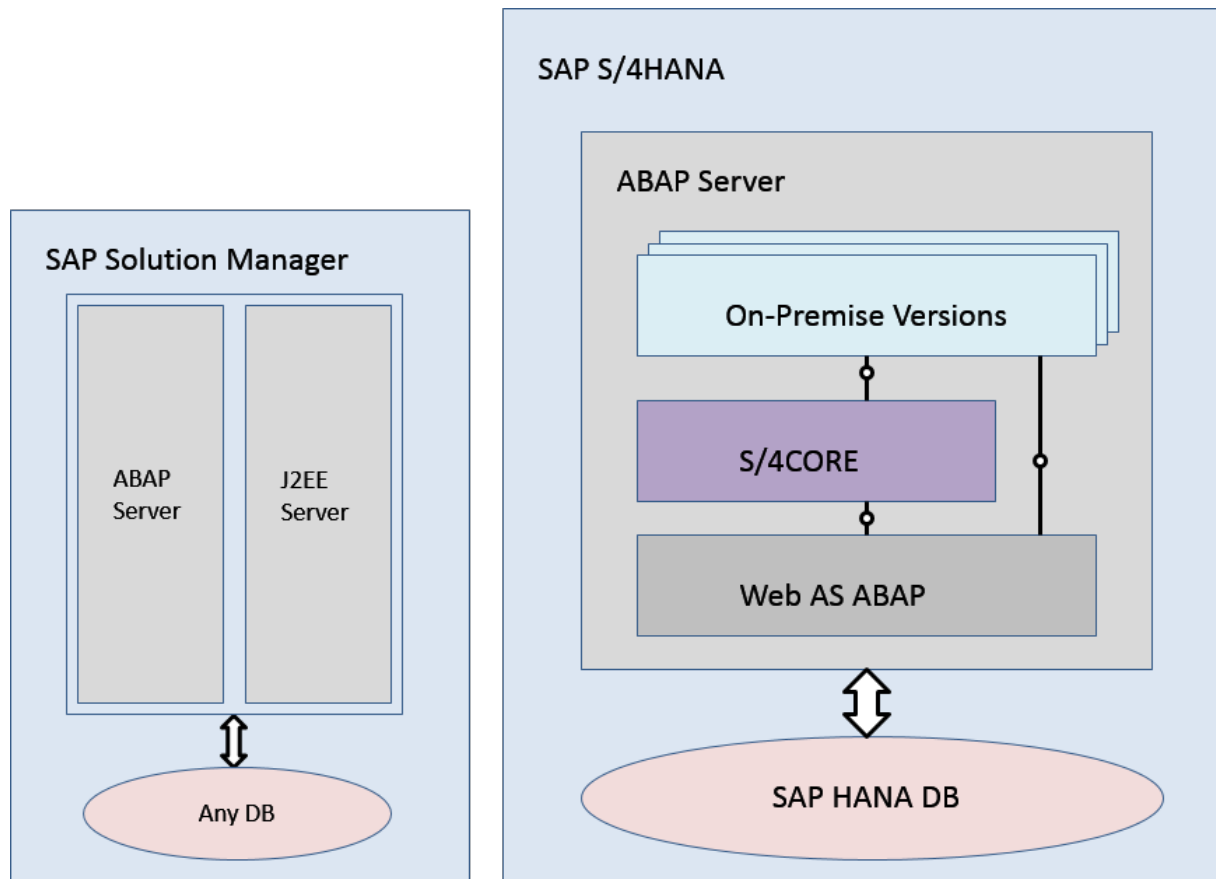 SAP Solution Manager
ABAP
Server
J2EE
Server
Any DB
SAP S/4HANA
ABAP Server
On-Premise Versions
S/4CORE
Web AS ABAP
SAP HANA DB